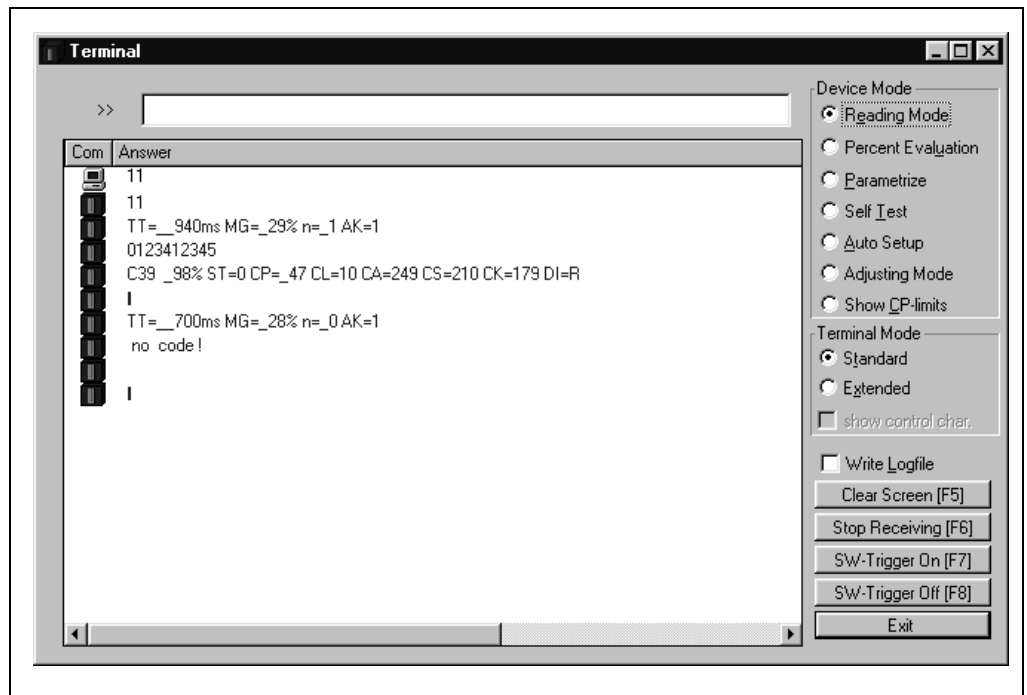 Terminal
>>
Com Answer
11
11
TT=__940ms MG=_29% n=_1 AK=1
0123412345
C39 _98% ST=0 CP=_47 CL=10 CA=249 CS=210 CK=179 DI=R
TT=__700ms MG=_28% n=_0 AK=1
no code !
Device Mode
Reading Mode
Percent Evaluation
Parametrize
Self Test
Auto Setup
Adjusting Mode
Show CP-limits
Terminal Mode
Standard
Extended
show control char.
Write Logfile
Clear Screen [F5]
Stop Receiving [F6]
SW-Trigger On [F7]
SW-Trigger Off [F8]
Exit